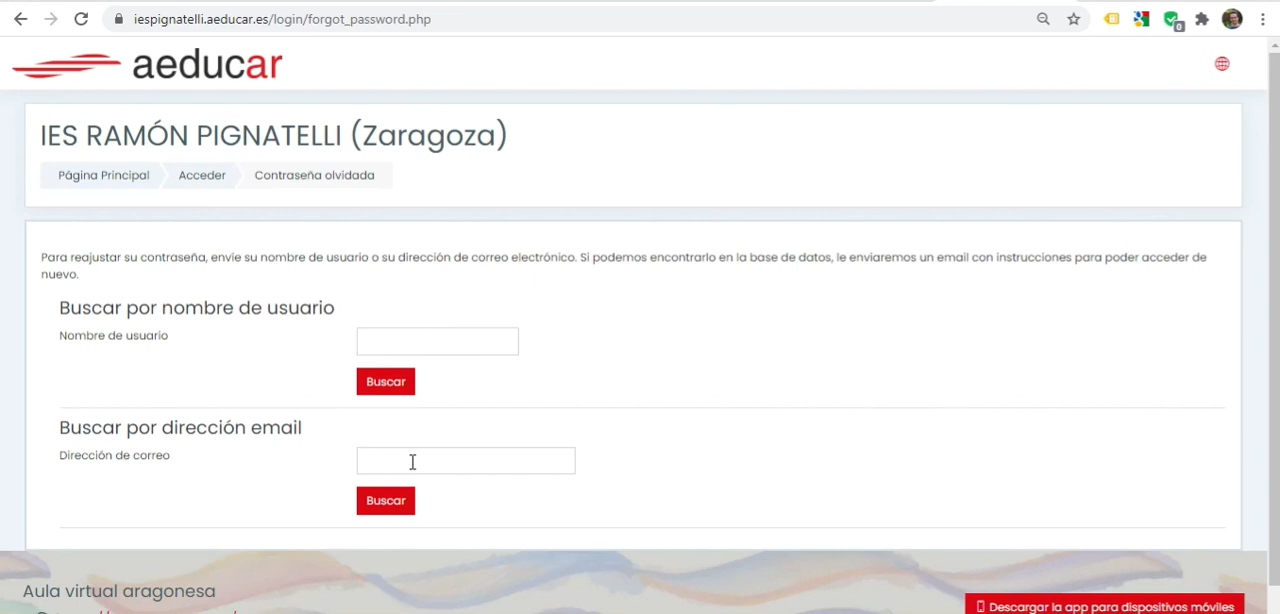 iespignatelli.aeducar.es/login/forgot_password.php
0
aeducar
IES RAMÓN PIGNATELLI (Zaragoza)
Página Principal Acceder Contraseña olvidada
Para reajustar su contraseña, envíe su nombre de usuario o su dirección de correo electrónico. Si podemos encontrarlo en la base de datos, le enviaremos un email con instrucciones para poder acceder de
nuevo.
Buscar por nombre de usuario
Nombre de usuario
Buscar
Buscar por dirección email
Dirección de correo
Buscar
Aula virtual aragonesa
Descargar la app para dispositivos móviles